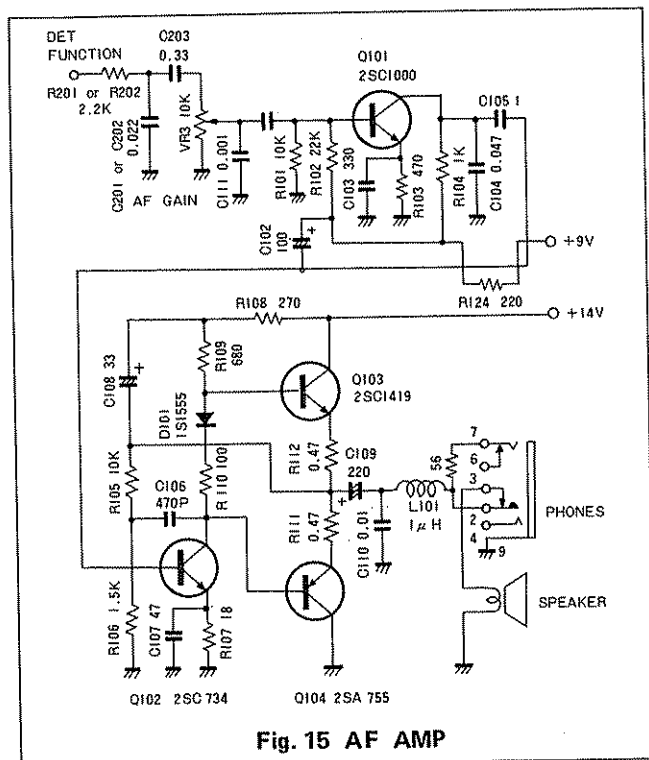 DET
FUNCTION
R201 or R202
2.2K
C203
0.33
C201 or C202
0.022
VR3 10K
AF GAIN
C111 0.001
R101 10K
R102 22K
Q101
2SC1000
C103 330
R103 470
R104 1K
C104 0.047
C105 1
C102
100
+
+9V
R124 220
R108 270
+14V
C108 33
+
R109
680
D101
1S1555
R110 100
Q103
2SC1419
R112
0.47
C109
220
+
R111
0.47
C110 0.01
L101
1μH
56
7
6
3
2
4
9
PHONES
SPEAKER
R105 10K
C106
470P
R106 1.5K
C107 47
R107 18
Q102 2SC734
Q104 2SA 755
Fig. 15 AF AMP